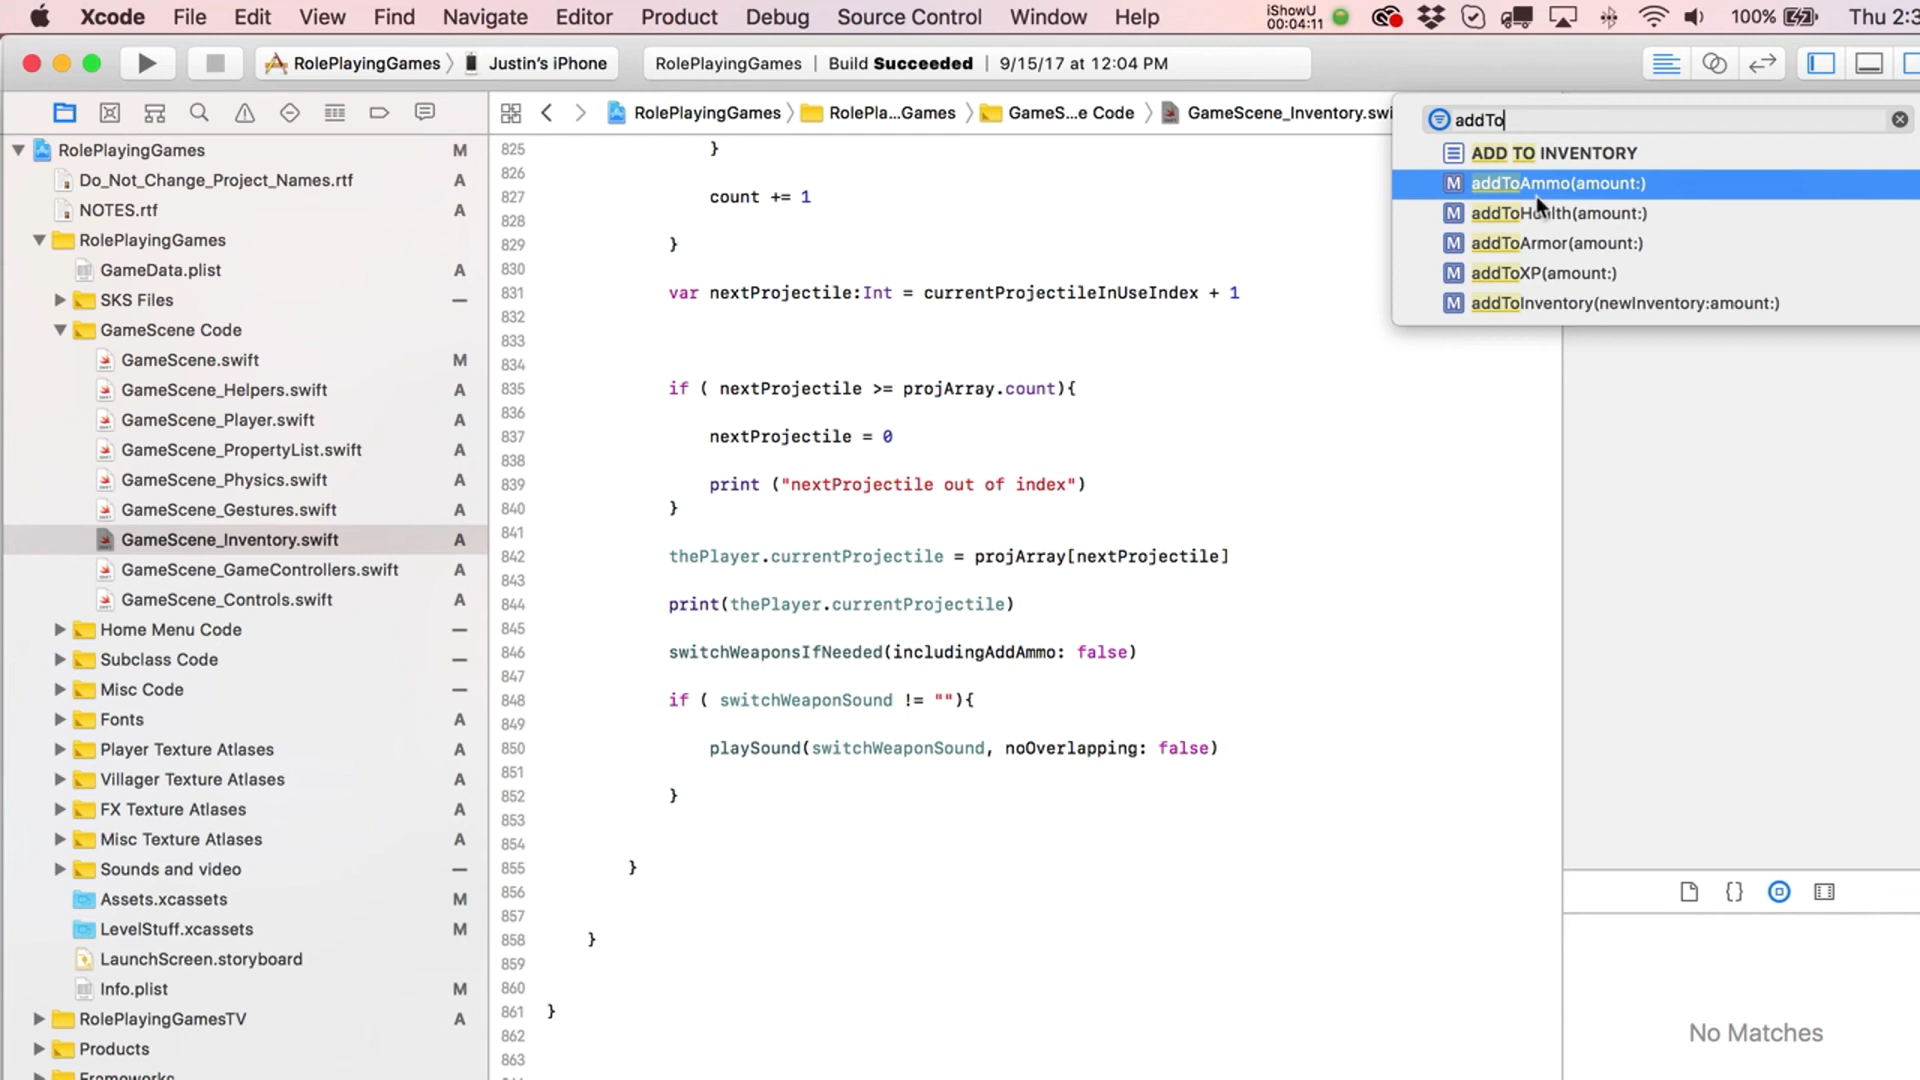 Xcode File Edit View Find Navigate Editor Product Debug Source Control Window Help iShowU 00:04:11 100% Thu 2:3
RolePlayingGames Justin's iPhone RolePlayingGames | Build Succeeded | 9/15/17 at 12:04 PM
RolePlayingGames RolePla...Games GameS...e Code GameScene_Inventory.swi
addTo
ADD TO INVENTORY
M addToAmmo(amount:)
M addToHealth(amount:)
M addToArmor(amount:)
M addToXP(amount:)
M addToInventory(newInventory:amount:)
RolePlayingGames M
Do_Not_Change_Project_Names.rtf A
NOTES.rtf A
RolePlayingGames
GameData.plist A
SKS Files
GameScene Code
GameScene.swift M
GameScene_Helpers.swift A
GameScene_Player.swift A
GameScene_PropertyList.swift A
GameScene_Physics.swift A
GameScene_Gestures.swift A
GameScene_Inventory.swift A
GameScene_GameControllers.swift A
GameScene_Controls.swift A
Home Menu Code
Subclass Code
Misc Code
Fonts A
Player Texture Atlases A
Villager Texture Atlases A
FX Texture Atlases A
Misc Texture Atlases A
Sounds and video
Assets.xcassets M
LevelStuff.xcassets M
LaunchScreen.storyboard
Info.plist M
RolePlayingGamesTV A
Products
Frameworks
825 }
826
827 count += 1
828
829 }
830
831 var nextProjectile:Int = currentProjectileInUseIndex + 1
832
833
834
835 if ( nextProjectile >= projArray.count){
836
837 nextProjectile = 0
838
839 print ("nextProjectile out of index")
840 }
841
842 thePlayer.currentProjectile = projArray[nextProjectile]
843
844 print(thePlayer.currentProjectile)
845
846 switchWeaponsIfNeeded(includingAddAmmo: false)
847
848 if ( switchWeaponSound != ""){
849
850 playSound(switchWeaponSound, noOverlapping: false)
851
852 }
853
854
855 }
856
857
858 }
859
860
861 }
862
863
No Matches